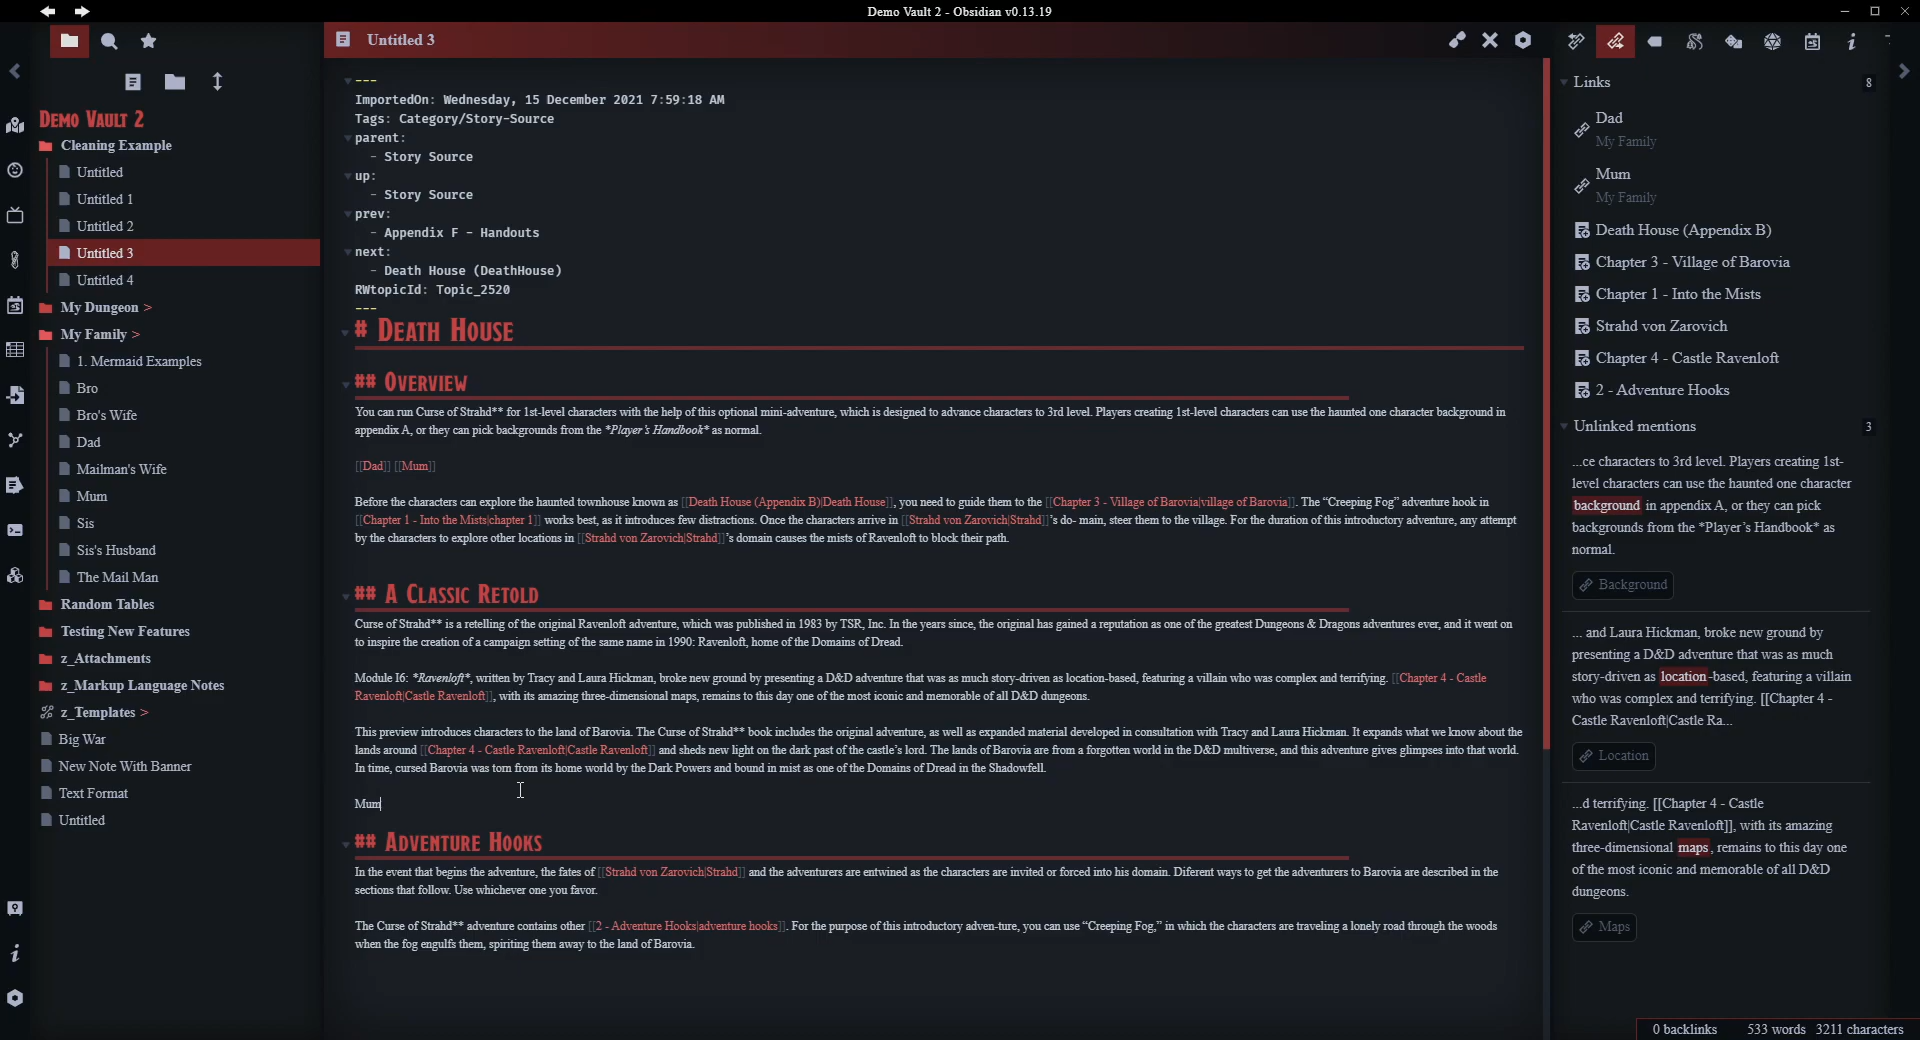 Demo Vault 2 - Obsidian v0.13.19
Untitled 3
Demo Vault 2
Cleaning Example
Untitled
Untitled 1
Untitled 2
Untitled 3
Untitled 4
My Dungeon >
My Family >
1. Mermaid Examples
Bro
Bro's Wife
Dad
Mailman's Wife
Mum
Sis
Sis's Husband
The Mail Man
Random Tables
Testing New Features
z_Attachments
z_Markup Language Notes
z_Templates >
Big War
New Note With Banner
Text Format
Untitled
---
ImportedOn: Wednesday, 15 December 2021 7:59:18 AM
Tags: Category/Story-Source
parent:
- Story Source
up:
- Story Source
prev:
- Appendix F - Handouts
next:
- Death House (DeathHouse)
RWtopicId: Topic_2520
---
# Death House
## Overview
You can run Curse of Strahd** for 1st-level characters with the help of this optional mini-adventure, which is designed to advance characters to 3rd level. Players creating 1st-level characters can use the haunted one character background in
appendix A, or they can pick backgrounds from the *Player’s Handbook* as normal.
[[Dad]] [[Mum]]
Before the characters can explore the haunted townhouse known as [[Death House (Appendix B)|Death House]], you need to guide them to the [[Chapter 3 - Village of Barovia|village of Barovia]]. The “Creeping Fog” adventure hook in
[[Chapter 1 - Into the Mists|chapter 1]] works best, as it introduces few distractions. Once the characters arrive in [[Strahd von Zarovich|Strahd]]’s do- main, steer them to the village. For the duration of this introductory adventure, any attempt
by the characters to explore other locations in [[Strahd von Zarovich|Strahd]]’s domain causes the mists of Ravenloft to block their path.
## A Classic Retold
Curse of Strahd** is a retelling of the original Ravenloft adventure, which was published in 1983 by TSR, Inc. In the years since, the original has gained a reputation as one of the greatest Dungeons & Dragons adventures ever, and it went on
to inspire the creation of a campaign setting of the same name in 1990: Ravenloft, home of the Domains of Dread.
Module I6: *Ravenloft*, written by Tracy and Laura Hickman, broke new ground by presenting a D&D adventure that was as much story-driven as location-based, featuring a villain who was complex and terrifying. [[Chapter 4 - Castle
Ravenloft|Castle Ravenloft]], with its amazing three-dimensional maps, remains to this day one of the most iconic and memorable of all D&D dungeons.
This preview introduces characters to the land of Barovia. The Curse of Strahd** book includes the original adventure, as well as expanded material developed in consultation with Tracy and Laura Hickman. It expands what we know about the
lands around [[Chapter 4 - Castle Ravenloft|Castle Ravenloft]] and sheds new light on the dark past of the castle’s lord. The lands of Barovia are from a forgotten world in the D&D multiverse, and this adventure gives glimpses into that world.
In time, cursed Barovia was torn from its home world by the Dark Powers and bound in mist as one of the Domains of Dread in the Shadowfell.
Mum
## Adventure Hooks
In the event that begins the adventure, the fates of [[Strahd von Zarovich|Strahd]] and the adventurers are entwined as the characters are invited or forced into his domain. Diferent ways to get the adventurers to Barovia are described in the
sections that follow. Use whichever one you favor.
The Curse of Strahd** adventure contains other [[2 - Adventure Hooks|adventure hooks]]. For the purpose of this introductory adven-ture, you can use “Creeping Fog,” in which the characters are traveling a lonely road through the woods
when the fog engulfs them, spiriting them away to the land of Barovia.
Links 8
Dad
My Family
Mum
My Family
Death House (Appendix B)
Chapter 3 - Village of Barovia
Chapter 1 - Into the Mists
Strahd von Zarovich
Chapter 4 - Castle Ravenloft
2 - Adventure Hooks
Unlinked mentions 3
...ce characters to 3rd level. Players creating 1st-
level characters can use the haunted one character
background in appendix A, or they can pick
backgrounds from the *Player’s Handbook* as
normal.
Background
... and Laura Hickman, broke new ground by
presenting a D&D adventure that was as much
story-driven as location-based, featuring a villain
who was complex and terrifying. [[Chapter 4 -
Castle Ravenloft|Castle Ra...
Location
...d terrifying. [[Chapter 4 - Castle
Ravenloft|Castle Ravenloft]], with its amazing
three-dimensional maps, remains to this day one
of the most iconic and memorable of all D&D
dungeons.
Maps
0 backlinks 533 words 3211 characters